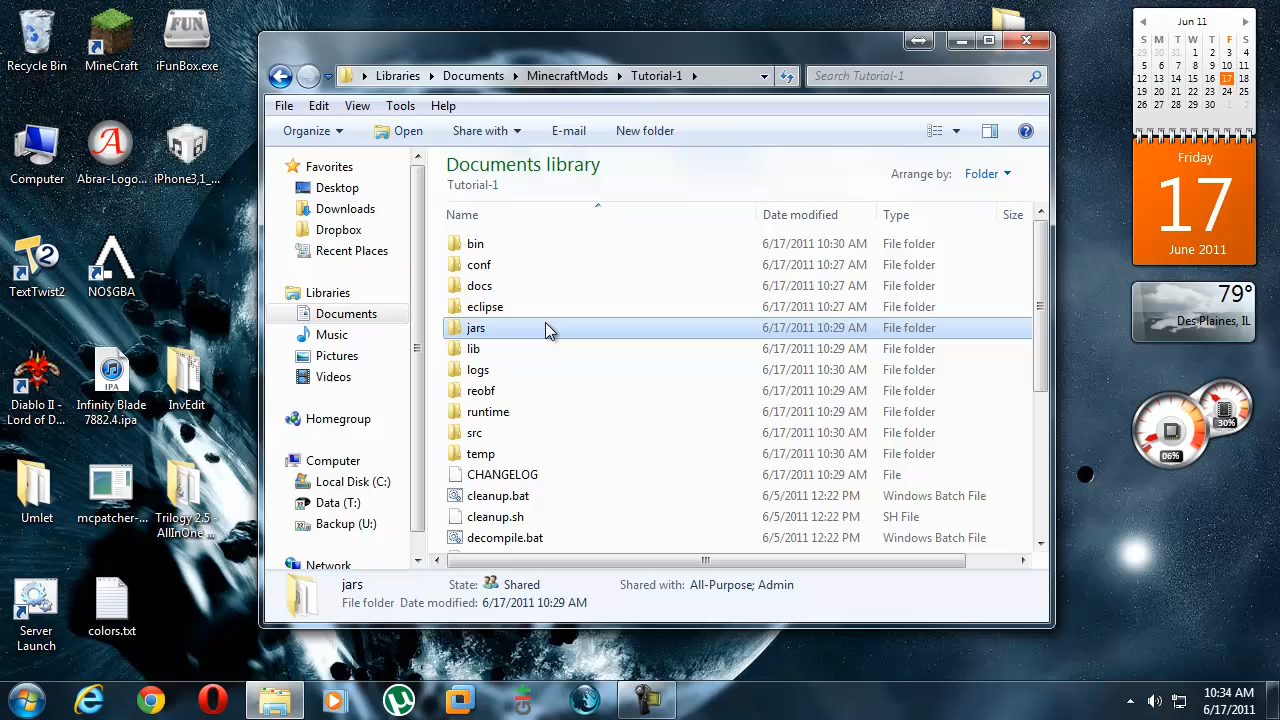 Recycle Bin
MineCraft
iFunBox.exe
Computer
Abrar-Logo...
iPhone3,1_...
TextTwist2
NO$GBA
Diablo II -
Lord of D...
Infinity Blade
7882.4.ipa
InvEdit
Umlet
mcpatcher-...
Trilogy 2.5 -
AllInOne ...
Server
Launch
colors.txt
FUN
IPA
Libraries
Documents
MinecraftMods
Tutorial-1
Search Tutorial-1
File Edit View Tools Help
Organize Open Share with E-mail New folder
Favorites
Desktop
Downloads
Dropbox
Recent Places
Libraries
Documents
Music
Pictures
Videos
Homegroup
Computer
Local Disk (C:)
Data (T:)
Backup (U:)
Network
Documents library
Tutorial-1
Arrange by: Folder
Name Date modified Type Size
bin 6/17/2011 10:30 AM File folder
conf 6/17/2011 10:27 AM File folder
docs 6/17/2011 10:27 AM File folder
eclipse 6/17/2011 10:27 AM File folder
jars 6/17/2011 10:29 AM File folder
lib 6/17/2011 10:29 AM File folder
logs 6/17/2011 10:30 AM File folder
reobf 6/17/2011 10:29 AM File folder
runtime 6/17/2011 10:29 AM File folder
src 6/17/2011 10:30 AM File folder
temp 6/17/2011 10:30 AM File folder
CHANGELOG 6/17/2011 10:29 AM File
cleanup.bat 6/5/2011 12:22 PM Windows Batch File
cleanup.sh 6/5/2011 12:22 PM SH File
decompile.bat 6/5/2011 12:22 PM Windows Batch File
jars State: Shared Shared with: All-Purpose; Admin
File folder Date modified: 6/17/2011 10:29 AM
Jun 11
S M T W T F S
29 30 31 1 2 3 4
5 6 7 8 9 10 11
12 13 14 15 16 17 18
19 20 21 22 23 24 25
26 27 28 29 30 1 2
Friday
17
June 2011
79°
Des Plaines, IL
30%
06%
10:34 AM
6/17/2011